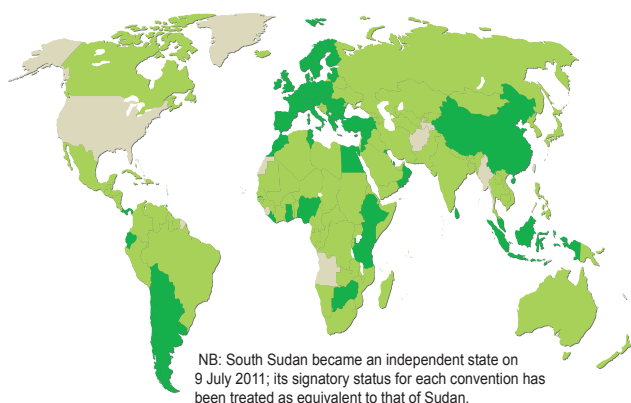 NB: South Sudan became an independent state on
9 July 2011; its signatory status for each convention has
been treated as equivalent to that of Sudan.